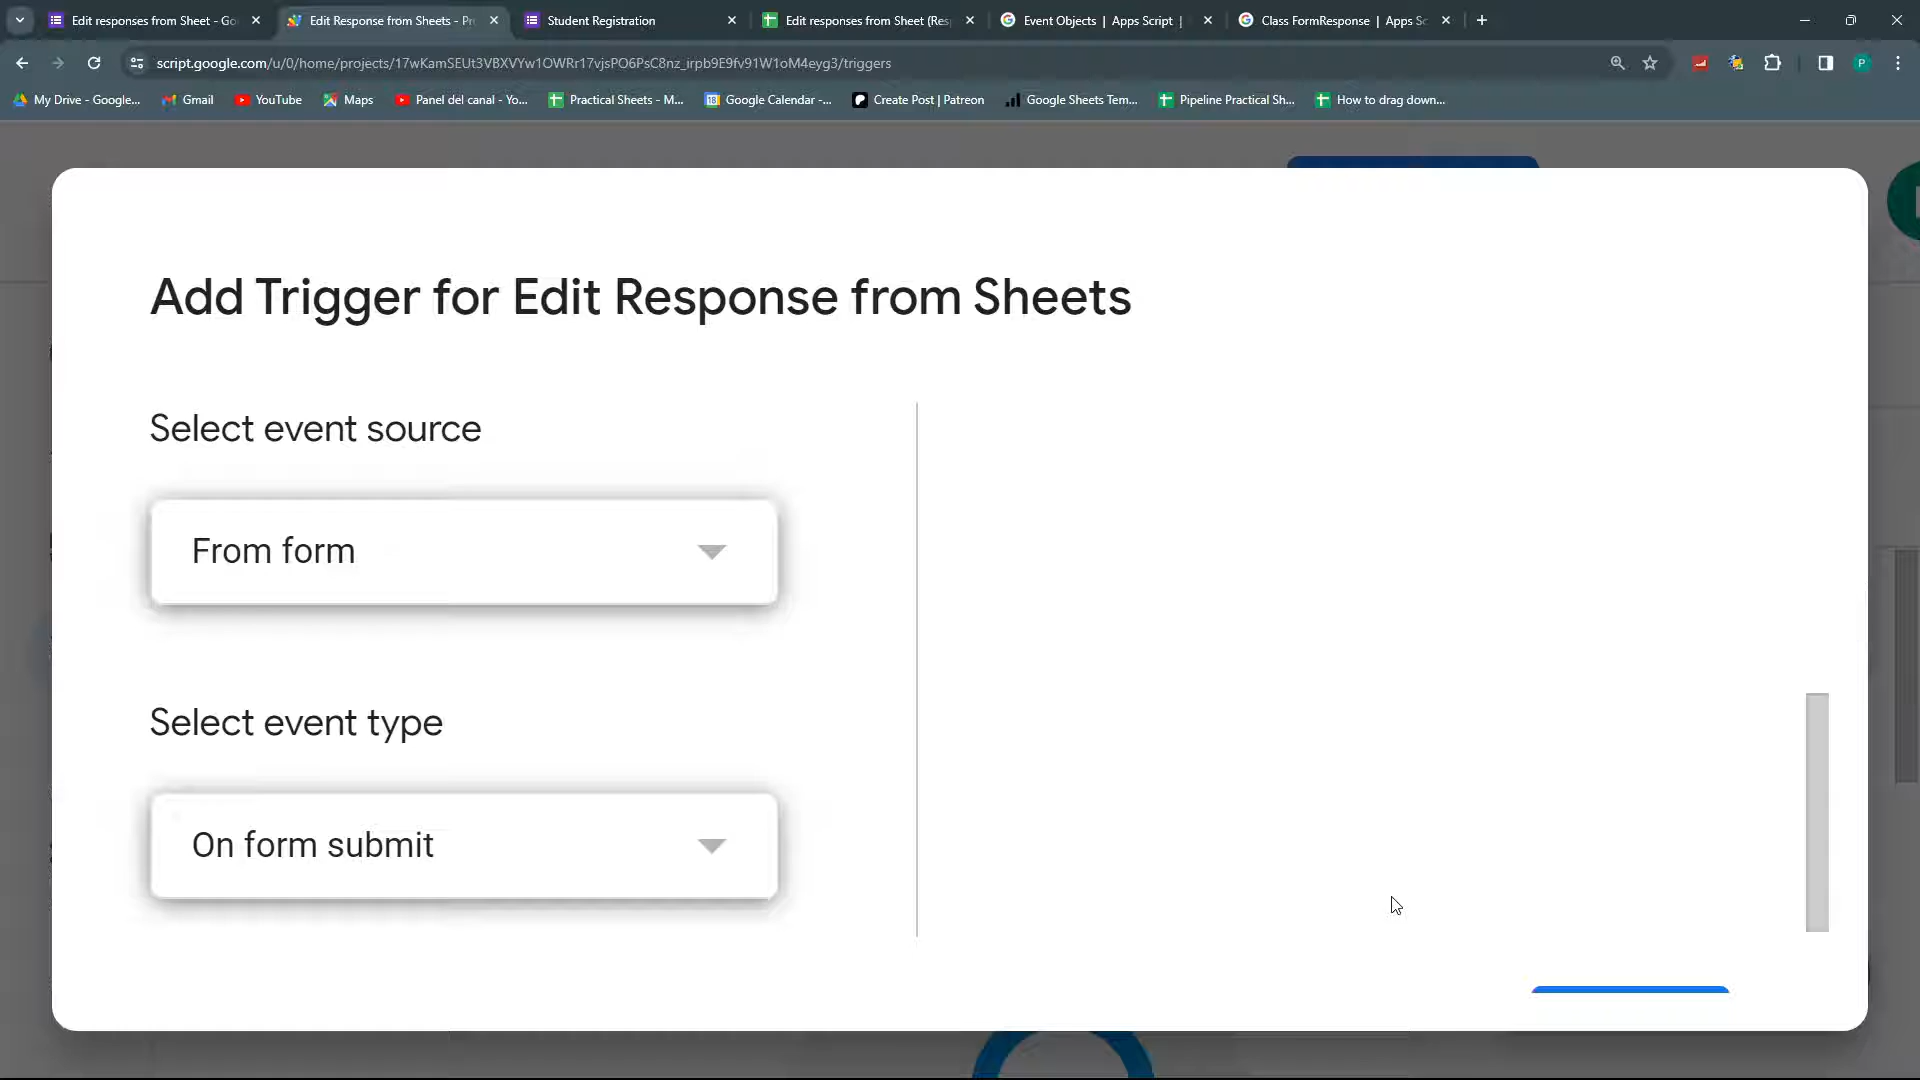 Edit responses from Sheet - Go
Edit Response from Sheets - Pr
Student Registration
Edit responses from Sheet (Res
Event Objects | Apps Script |
Class FormResponse | Apps Sc
script.google.com/u/0/home/projects/17wKamSEUt3VBXVYw1OWRr17vjsPO6PsC8nz_irpb9E9fv91W1oM4eyg3/triggers
P
My Drive - Google...
Gmail
YouTube
Maps
Panel del canal - Yo...
Practical Sheets - M...
18
Google Calendar -...
Create Post | Patreon
Google Sheets Tem...
Pipeline Practical Sh...
How to drag down...
Add Trigger for Edit Response from Sheets
Select event source
From form
Select event type
On form submit